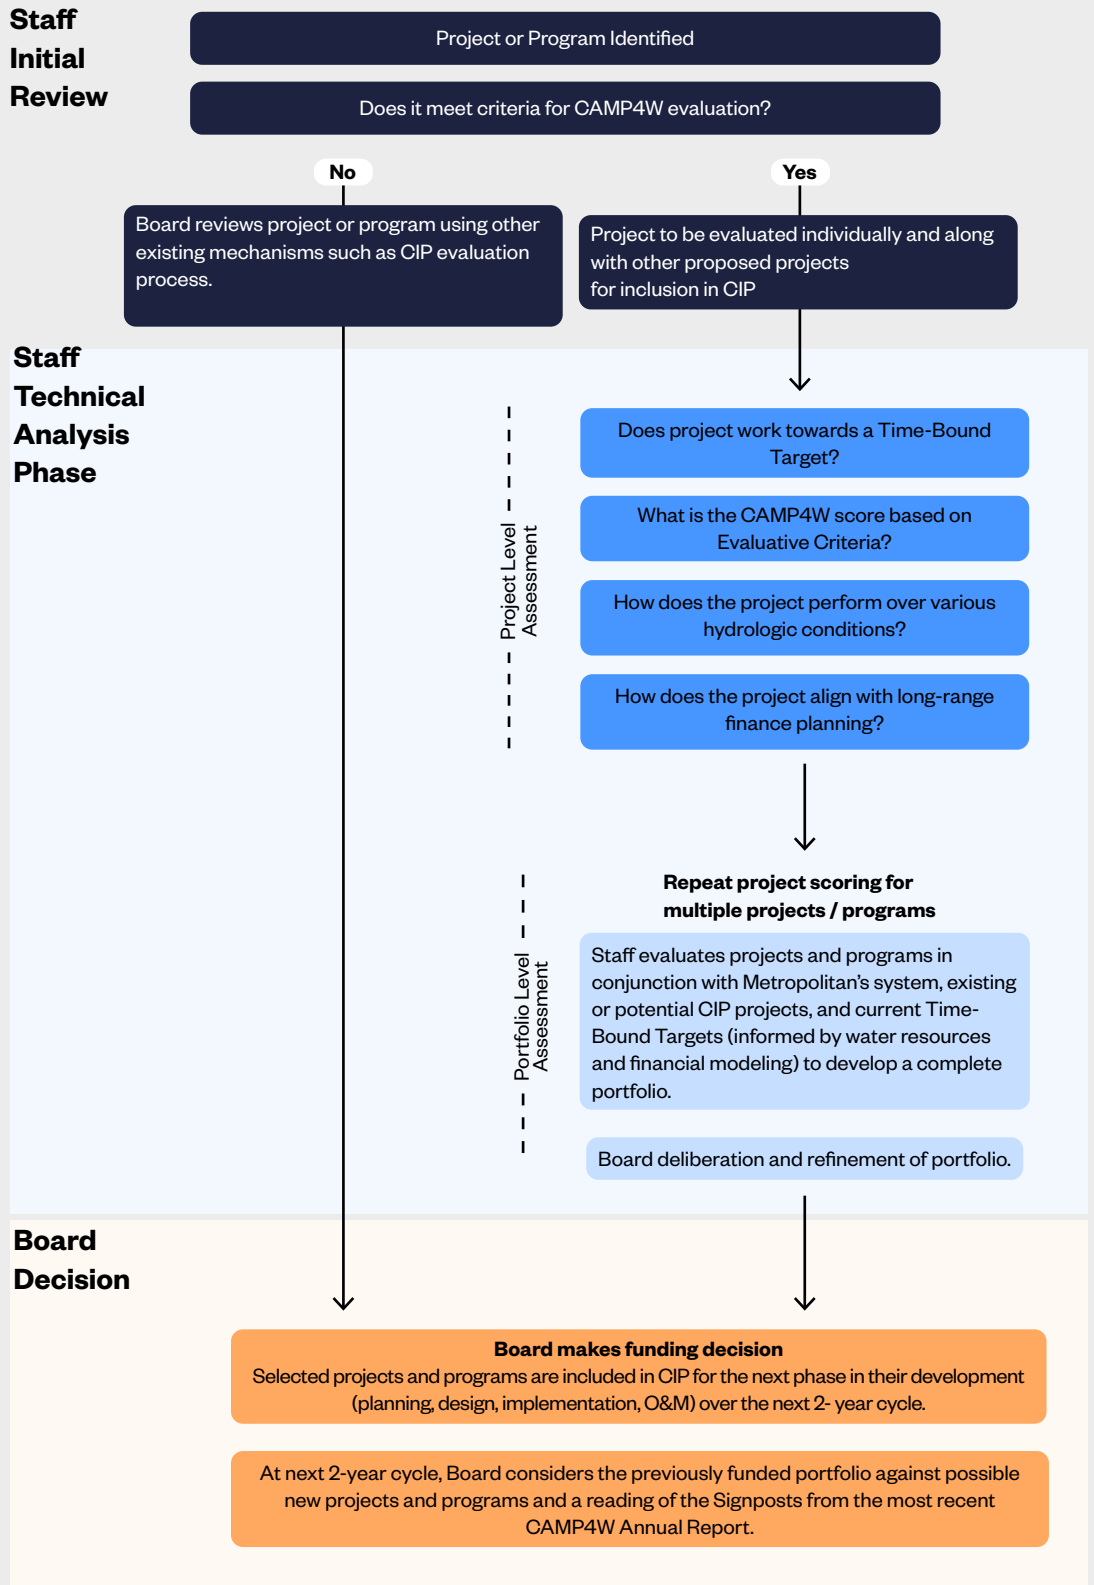 Staff
Initial
Review
Project or Program Identified
Does it meet criteria for CAMP4W evaluation?
No
Yes
Board reviews project or program using other
existing mechanisms such as CIP evaluation
process.
Project to be evaluated individually and along
with other proposed projects
for inclusion in CIP
Staff
Technical
Analysis
Phase
Project Level
Assessment
Does project work towards a Time-Bound
Target?
What is the CAMP4W score based on
Evaluative Criteria?
How does the project perform over various
hydrologic conditions?
How does the project align with long-range
finance planning?
Portfolio Level
Assessment
Repeat project scoring for
multiple projects / programs
Staff evaluates projects and programs in
conjunction with Metropolitan’s system, existing
or potential CIP projects, and current Time-
Bound Targets (informed by water resources
and financial modeling) to develop a complete
portfolio.
Board deliberation and refinement of portfolio.
Board
Decision
Board makes funding decision
Selected projects and programs are included in CIP for the next phase in their development
(planning, design, implementation, O&M) over the next 2- year cycle.
At next 2-year cycle, Board considers the previously funded portfolio against possible
new projects and programs and a reading of the Signposts from the most recent
CAMP4W Annual Report.